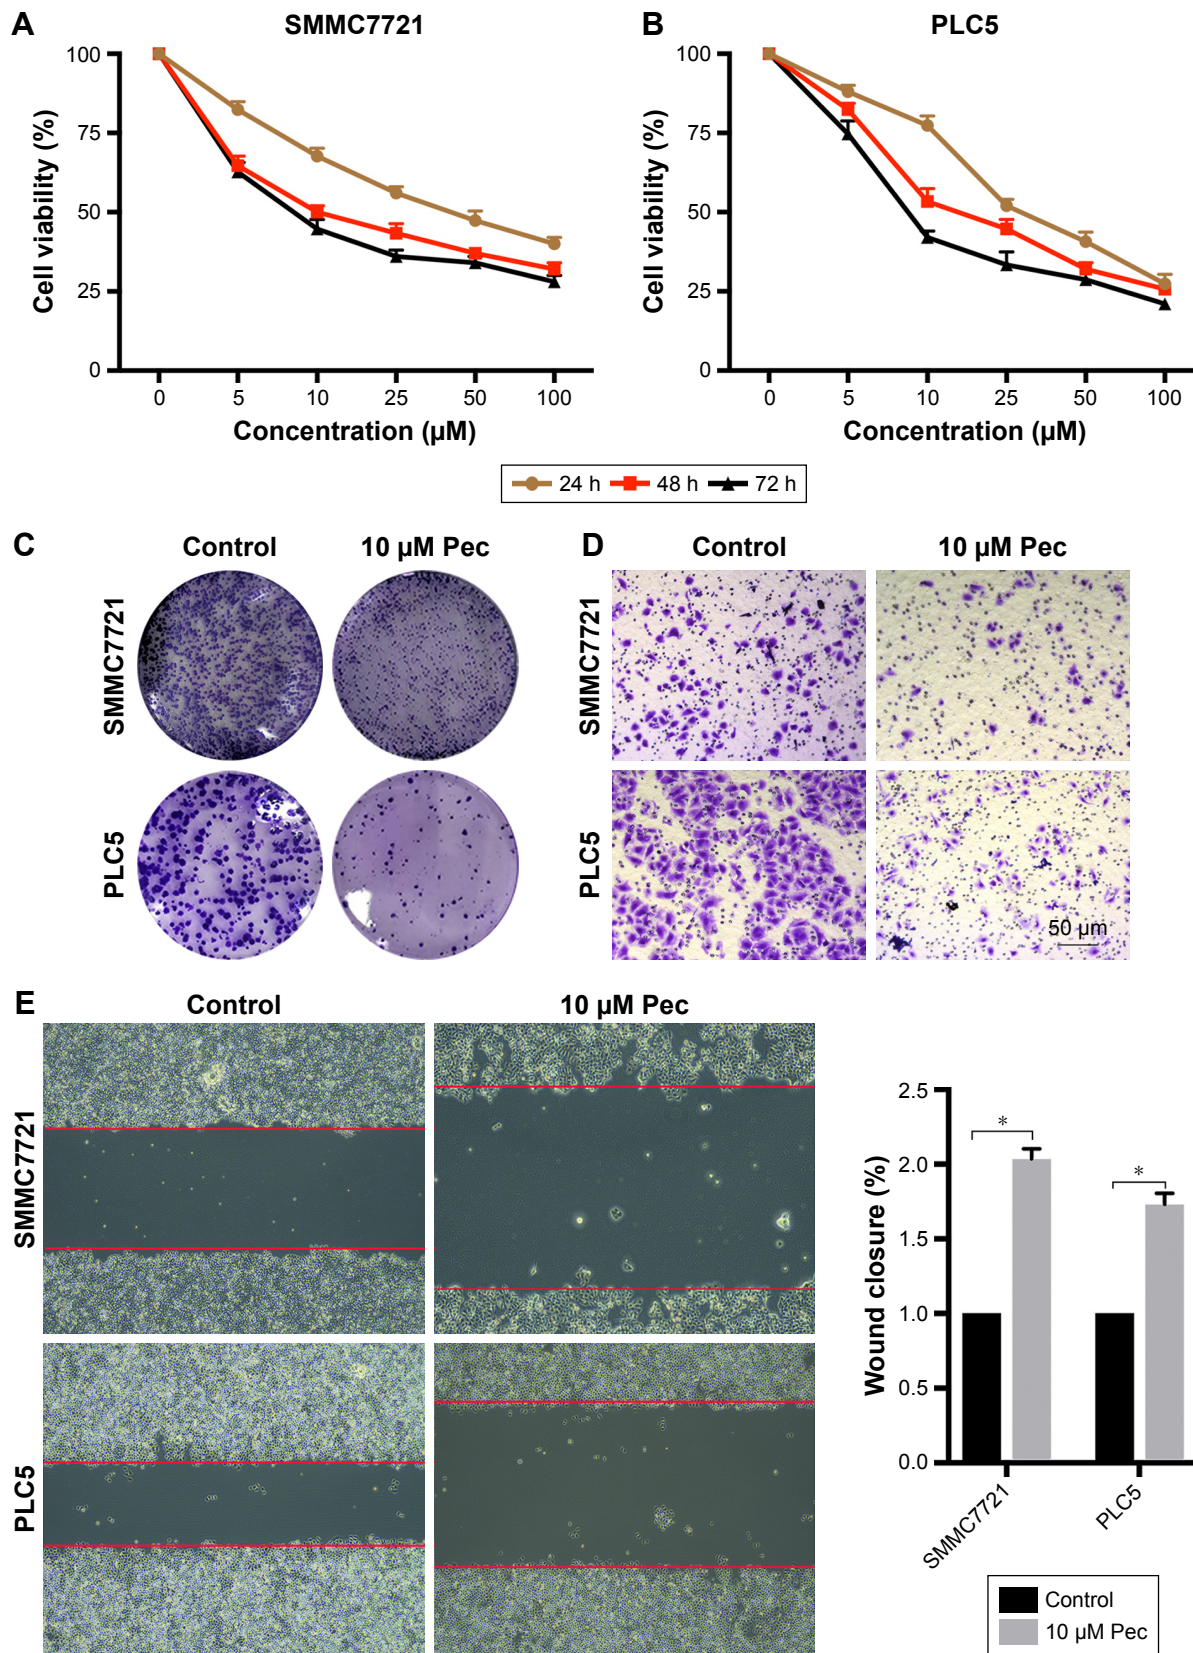 A
SMMC7721
100
75
50
25
0
Cell viability (%)
0 5 10 25 50 100
Concentration (µM)
B
PLC5
100
75
50
25
0
Cell viability (%)
0 5 10 25 50 100
Concentration (µM)
24 h 48 h 72 h
C
Control 10 µM Pec
SMMC7721
PLC5
D
Control 10 µM Pec
SMMC7721
PLC5
50 µm
E
Control 10 µM Pec
SMMC7721
PLC5
2.5
2.0
1.5
1.0
0.5
0.0
Wound closure (%)
* *
SMMC7721 PLC5
Control
10 µM Pec